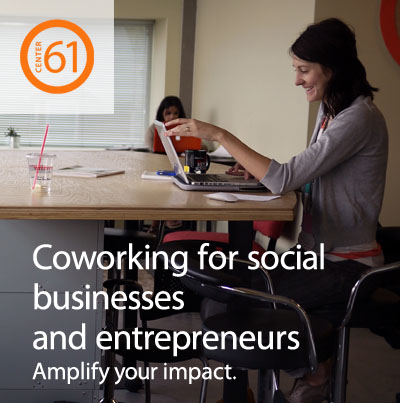 CENTER
61
Coworking for social
businesses
and entrepreneurs
Amplify your impact.